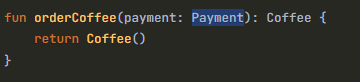 fun orderCoffee(payment: Payment): Coffee {
    return Coffee()
}